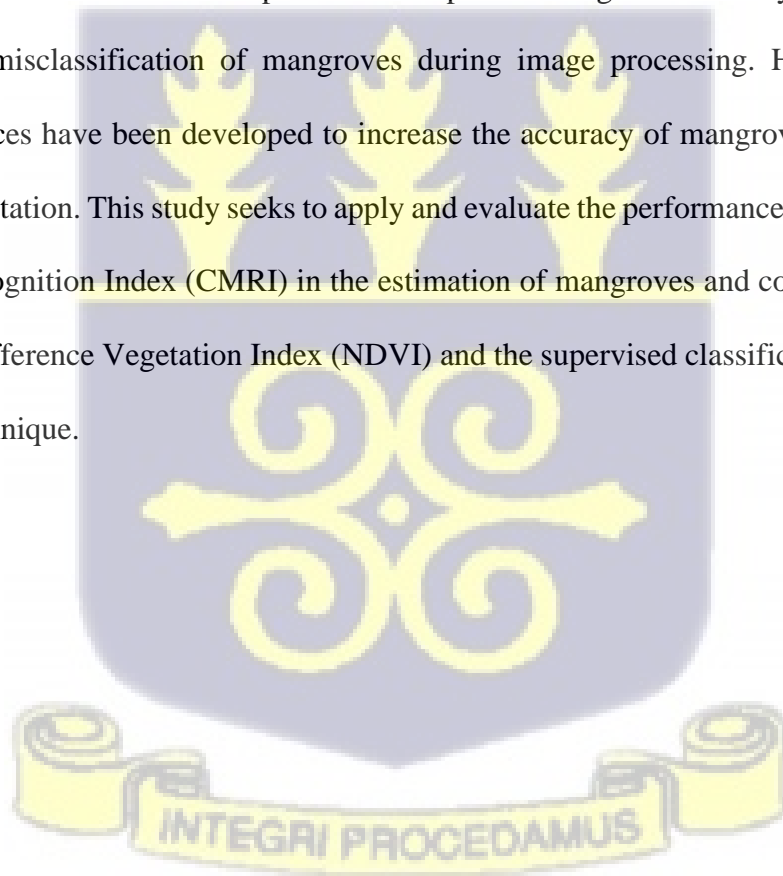 misclassification of mangroves during image processing. H
ces have been developed to increase the accuracy of mangrov
tation. This study seeks to apply and evaluate the performance
ognition Index (CMRI) in the estimation of mangroves and co
fference Vegetation Index (NDVI) and the supervised classific
nique.
INTEGRI PROCEDAMUS